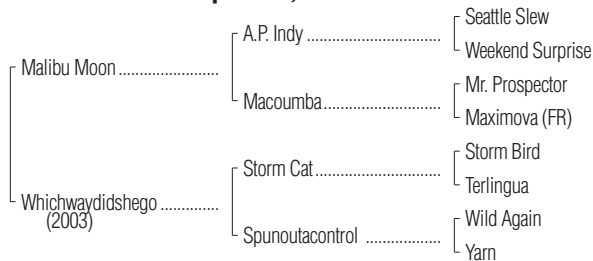 Seattle Slew
A.P. Indy ..............................
Weekend Surprise
Malibu Moon ......................
Mr. Prospector
Macoumba ..........................
Maximova (FR)
Storm Bird
Storm Cat ............................
Terlingua
Whichwaydidshego .............
(2003)
Wild Again
Spunoutacontrol .................
Yarn